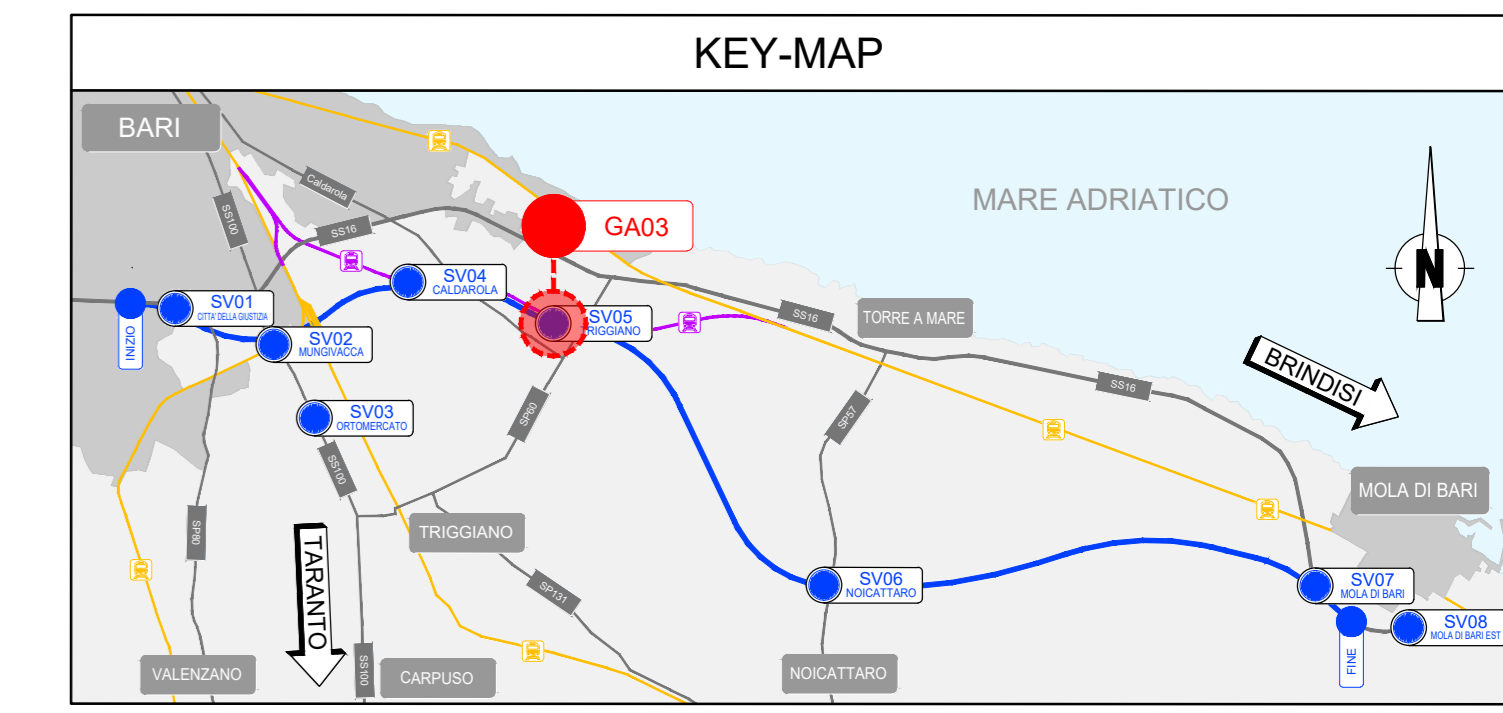 KEY-MAP
BARI
Caldarola
SS100
SS16
MARE ADRIATICO
GA03
N
SV04
CALDAROLA
SV01
CITTA' DELLA GIUSTIZIA
SV05
RIGGIANO
SS16
TORRE A MARE
INIZIO
SV02
MUNGIVACCA
BRINDISI
SS16
SV03
ORTOMERCATO
SP60
SP57
SS100
MOLA DI BARI
SP80
TRIGGIANO
TARANTO
SP131
SV06
NOICATTARO
SV07
MOLA DI BARI
SV08
MOLA DI BARI EST
FINE
VALENZANO
SS100
CARPUSO
NOICATTARO